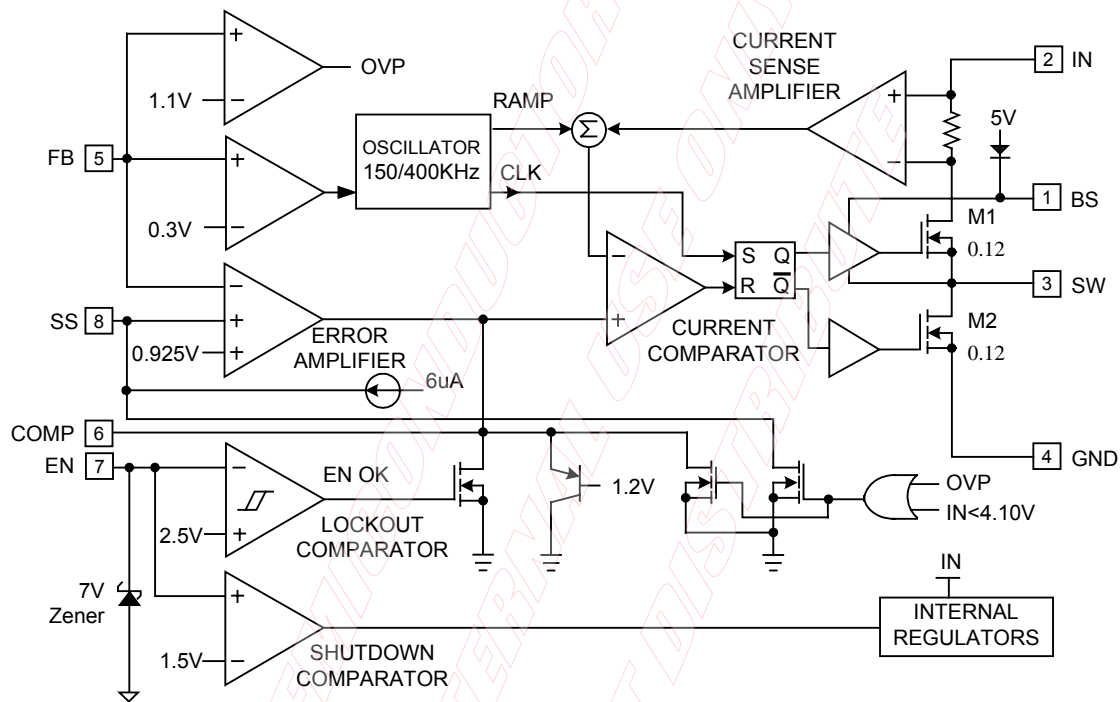 OVP
1.1V
FB 5
0.3V
OSCILLATOR
150/400KHz
RAMP
CLK
Σ
CURRENT
SENSE
AMPLIFIER
2 IN
5V
1 BS
M1
0.12
S Q
R Q̅
3 SW
M2
0.12
SS 8
0.925V
ERROR
AMPLIFIER
CURRENT
COMPARATOR
6uA
COMP 6
EN 7
4 GND
EN OK
1.2V
OVP
IN<4.10V
2.5V
LOCKOUT
COMPARATOR
7V
Zener
1.5V
SHUTDOWN
COMPARATOR
IN
INTERNAL
REGULATORS